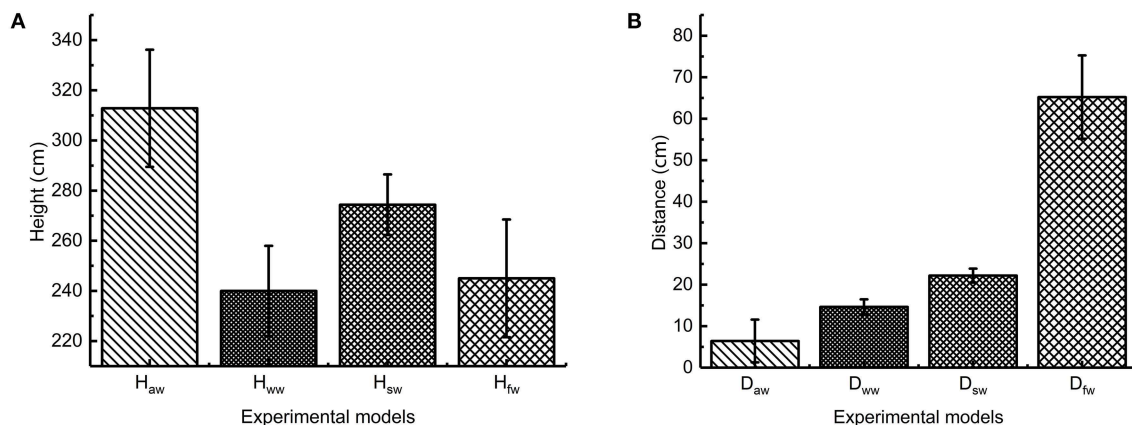 A
Height (cm)
340
320
300
280
260
240
220
H_aw
H_ww
H_sw
H_fw
Experimental models
B
Distance (cm)
80
70
60
50
40
30
20
10
0
D_aw
D_ww
D_sw
D_fw
Experimental models